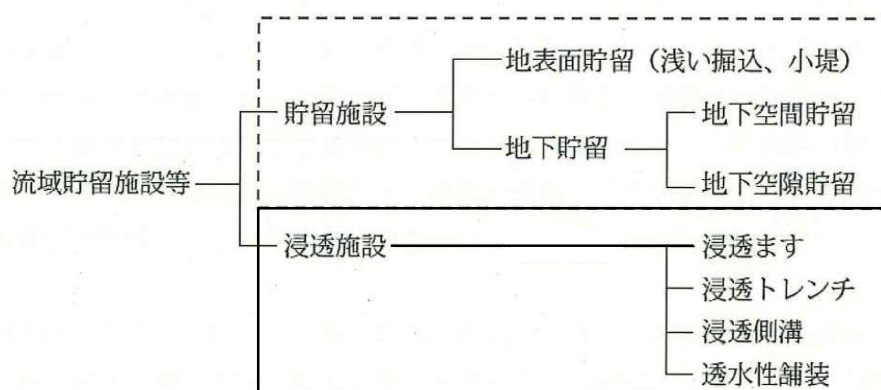 地表面貯留（浅い掘込、小堤）
貯留施設
地下空間貯留
地下貯留
流域貯留施設等
地下空隙貯留
浸透施設
浸透ます
浸透トレンチ
浸透側溝
透水性舗装